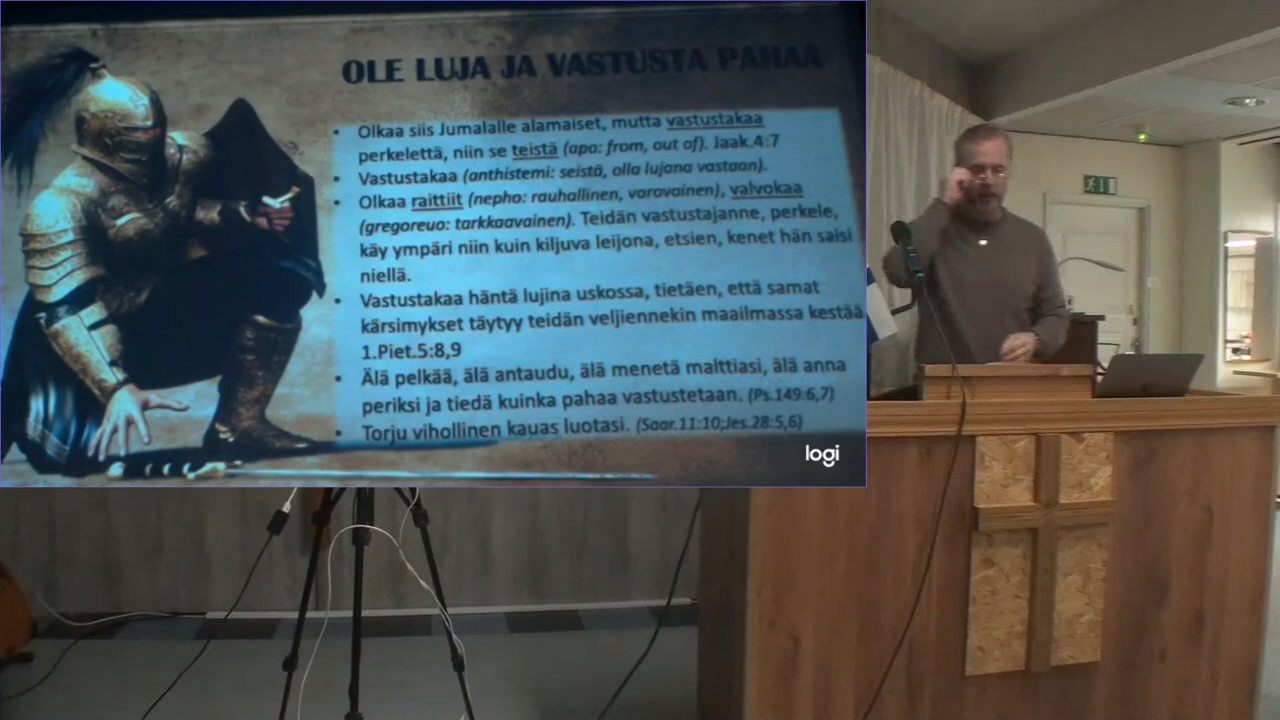 OLE LUJA JA VASTUSTA PAHAA
• Olkaa siis Jumalalle alamaiset, mutta vastustakaa
perkelettä, niin se teistä (apo: from, out of). Jaak.4:7
• Vastustakaa (anthistemi: seistä, olla lujana vastaan).
• Olkaa raittiit (nepho: rauhallinen, varovainen), valvokaa
(gregoreuo: tarkkaavainen). Teidän vastustajanne, perkele,
käy ympäri niin kuin kiljuva leijona, etsien, kenet hän saisi
niellä.
• Vastustakaa häntä lujina uskossa, tietäen, että samat
kärsimykset täytyy teidän veljiennekin maailmassa kestää
1.Piet.5:8,9
• Älä pelkää, älä antaudu, älä menetä malttiasi, älä anna
periksi ja tiedä kuinka pahaa vastustetaan. (Ps.149:6,7)
• Torju vihollinen kauas luotasi. (Saar.11:10;Jes.28:5,6)
logi